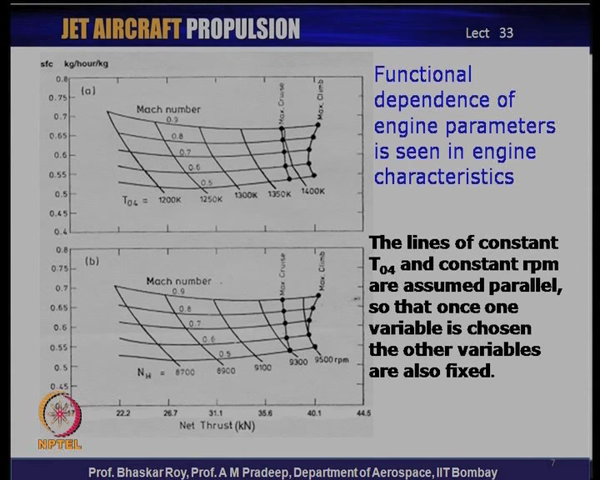 JET AIRCRAFT PROPULSION
Lect 33
sfc kg/hour/kg
0.8
0.75
0.7
0.65
0.6
0.55
0.5
0.45
0.4
(a)
Mach number
0.9
0.8
0.7
0.6
0.5
Max. Cruise
Max. Climb
T04 = 1200K 1250K 1300K 1350K 1400K
Functional
dependence of
engine parameters
is seen in engine
characteristics
0.8
0.75
0.7
0.65
0.6
0.55
0.5
0.45
(b)
Mach number
0.9
0.8
0.7
0.6
0.5
Max. Cruise
Max. Climb
NH = 8700 8900 9100 9300 9500 rpm
22.2 26.7 31.1 35.6 40.1 44.5
Net Thrust (kN)
The lines of constant
T04 and constant rpm
are assumed parallel,
so that once one
variable is chosen
the other variables
are also fixed.
NPTEL
7
Prof. Bhaskar Roy, Prof. A M Pradeep, Department of Aerospace, IIT Bombay